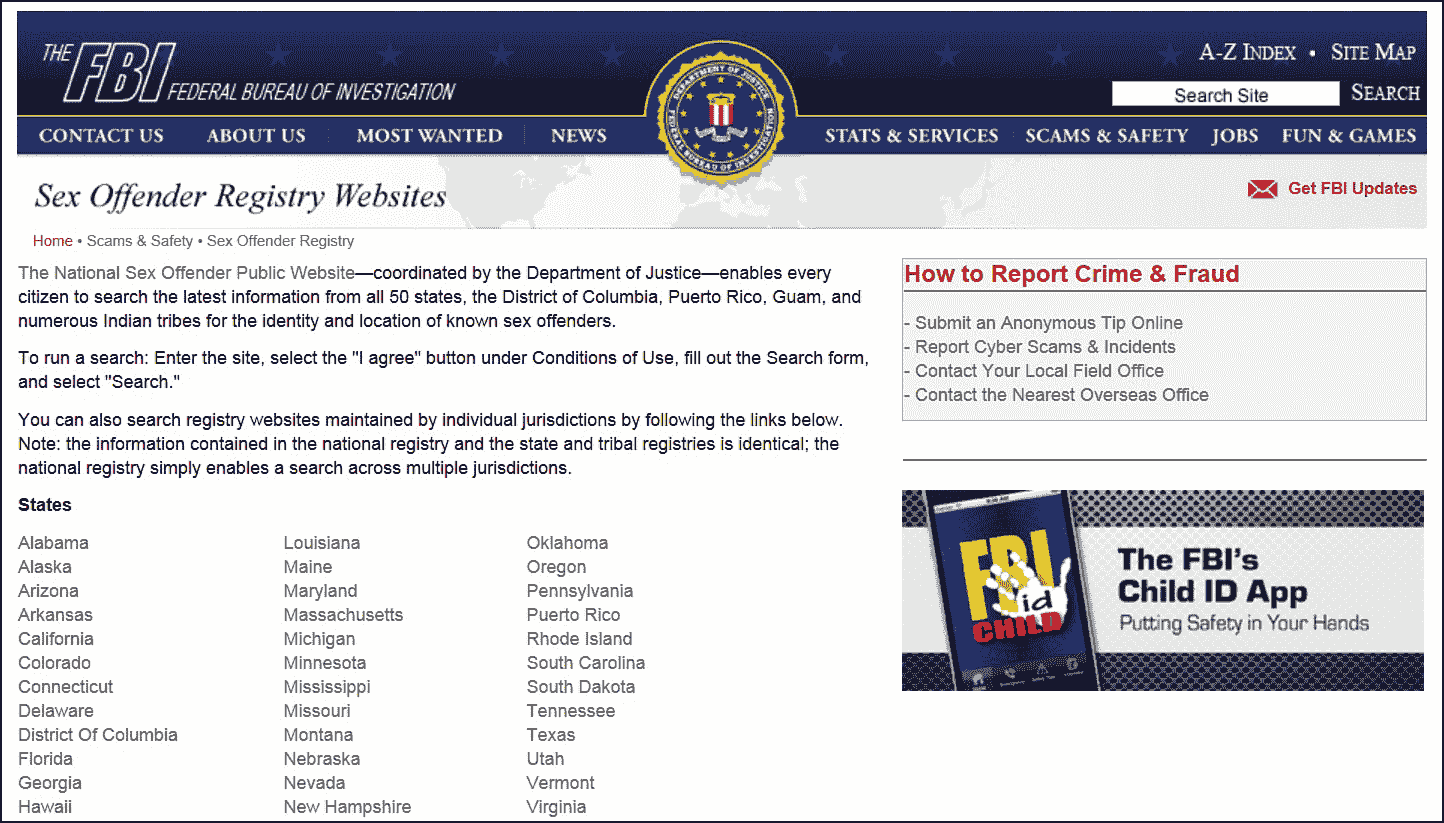 THE FBI FEDERAL BUREAU OF INVESTIGATION
A-Z INDEX • SITE MAP
Search Site SEARCH
DEPARTMENT OF JUSTICE
FEDERAL BUREAU OF INVESTIGATION
CONTACT US ABOUT US MOST WANTED NEWS STATS & SERVICES SCAMS & SAFETY JOBS FUN & GAMES
Sex Offender Registry Websites
Get FBI Updates
Home • Scams & Safety • Sex Offender Registry
The National Sex Offender Public Website—coordinated by the Department of Justice—enables every
citizen to search the latest information from all 50 states, the District of Columbia, Puerto Rico, Guam, and
numerous Indian tribes for the identity and location of known sex offenders.
To run a search: Enter the site, select the "I agree" button under Conditions of Use, fill out the Search form,
and select "Search."
You can also search registry websites maintained by individual jurisdictions by following the links below.
Note: the information contained in the national registry and the state and tribal registries is identical; the
national registry simply enables a search across multiple jurisdictions.
States
Alabama Louisiana Oklahoma
Alaska Maine Oregon
Arizona Maryland Pennsylvania
Arkansas Massachusetts Puerto Rico
California Michigan Rhode Island
Colorado Minnesota South Carolina
Connecticut Mississippi South Dakota
Delaware Missouri Tennessee
District Of Columbia Montana Texas
Florida Nebraska Utah
Georgia Nevada Vermont
Hawaii New Hampshire Virginia
How to Report Crime & Fraud
- Submit an Anonymous Tip Online
- Report Cyber Scams & Incidents
- Contact Your Local Field Office
- Contact the Nearest Overseas Office
FBI
id
CHILD
The FBI's
Child ID App
Putting Safety in Your Hands